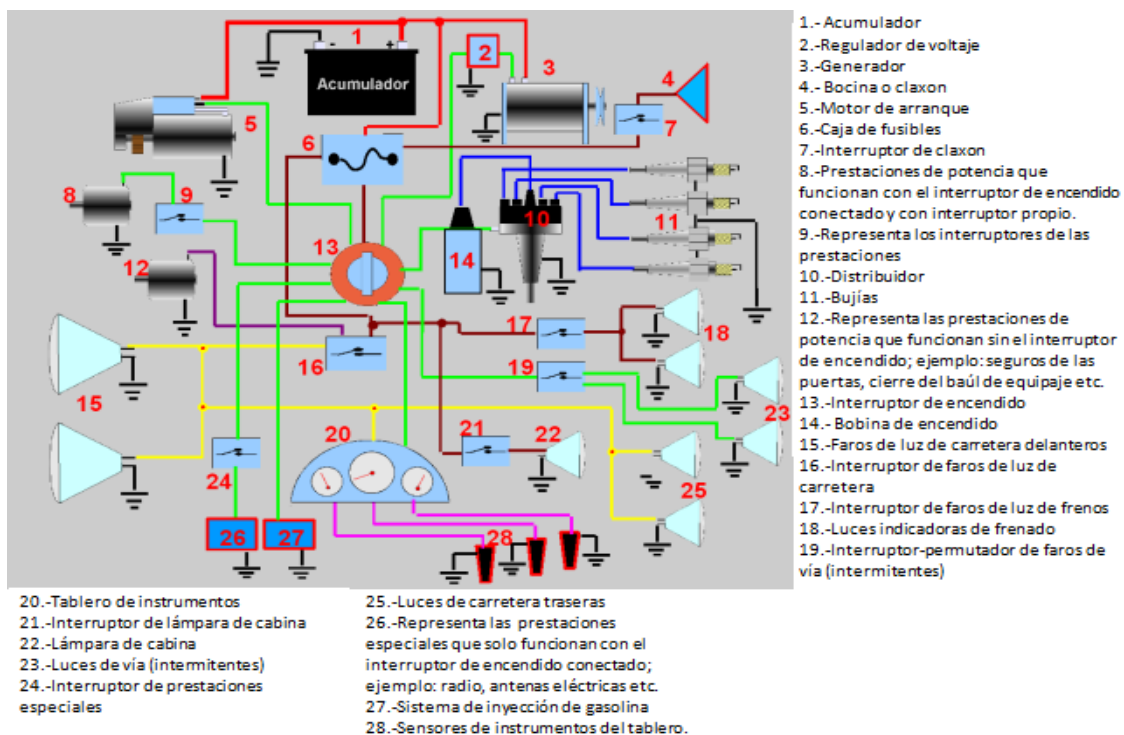 1
-
+
Acumulador
2
3
4
5
6
7
8
9
10
11
12
13
14
15
16
17
18
19
20
21
22
23
24
25
26
27
28
1.- Acumulador
2.-Regulador de voltaje
3.-Generador
4.- Bocina o claxon
5.-Motor de arranque
6.-Caja de fusibles
7.-Interruptor de claxon
8.-Prestaciones de potencia que
funcionan con el interruptor de encendido
conectado y con interruptor propio.
9.-Representa los interruptores de las
prestaciones
10.-Distribuidor
11.-Bujías
12.-Representa las prestaciones de
potencia que funcionan sin el interruptor
de encendido; ejemplo: seguros de las
puertas, cierre del baúl de equipaje etc.
13.-Interruptor de encendido
14.- Bobina de encendido
15.-Faros de luz de carretera delanteros
16.-Interruptor de faros de luz de
carretera
17.-Interruptor de faros de luz de frenos
18.-Luces indicadoras de frenado
19.-Interruptor-permutador de faros de
vía (intermitentes)
20.-Tablero de instrumentos
21.-Interruptor de lámpara de cabina
22.-Lámpara de cabina
23.-Luces de vía (intermitentes)
24.-Interruptor de prestaciones
especiales
25.-Luces de carretera traseras
26.-Representa las prestaciones
especiales que solo funcionan con el
interruptor de encendido conectado;
ejemplo: radio, antenas eléctricas etc.
27.-Sistema de inyección de gasolina
28.-Sensores de instrumentos del tablero.